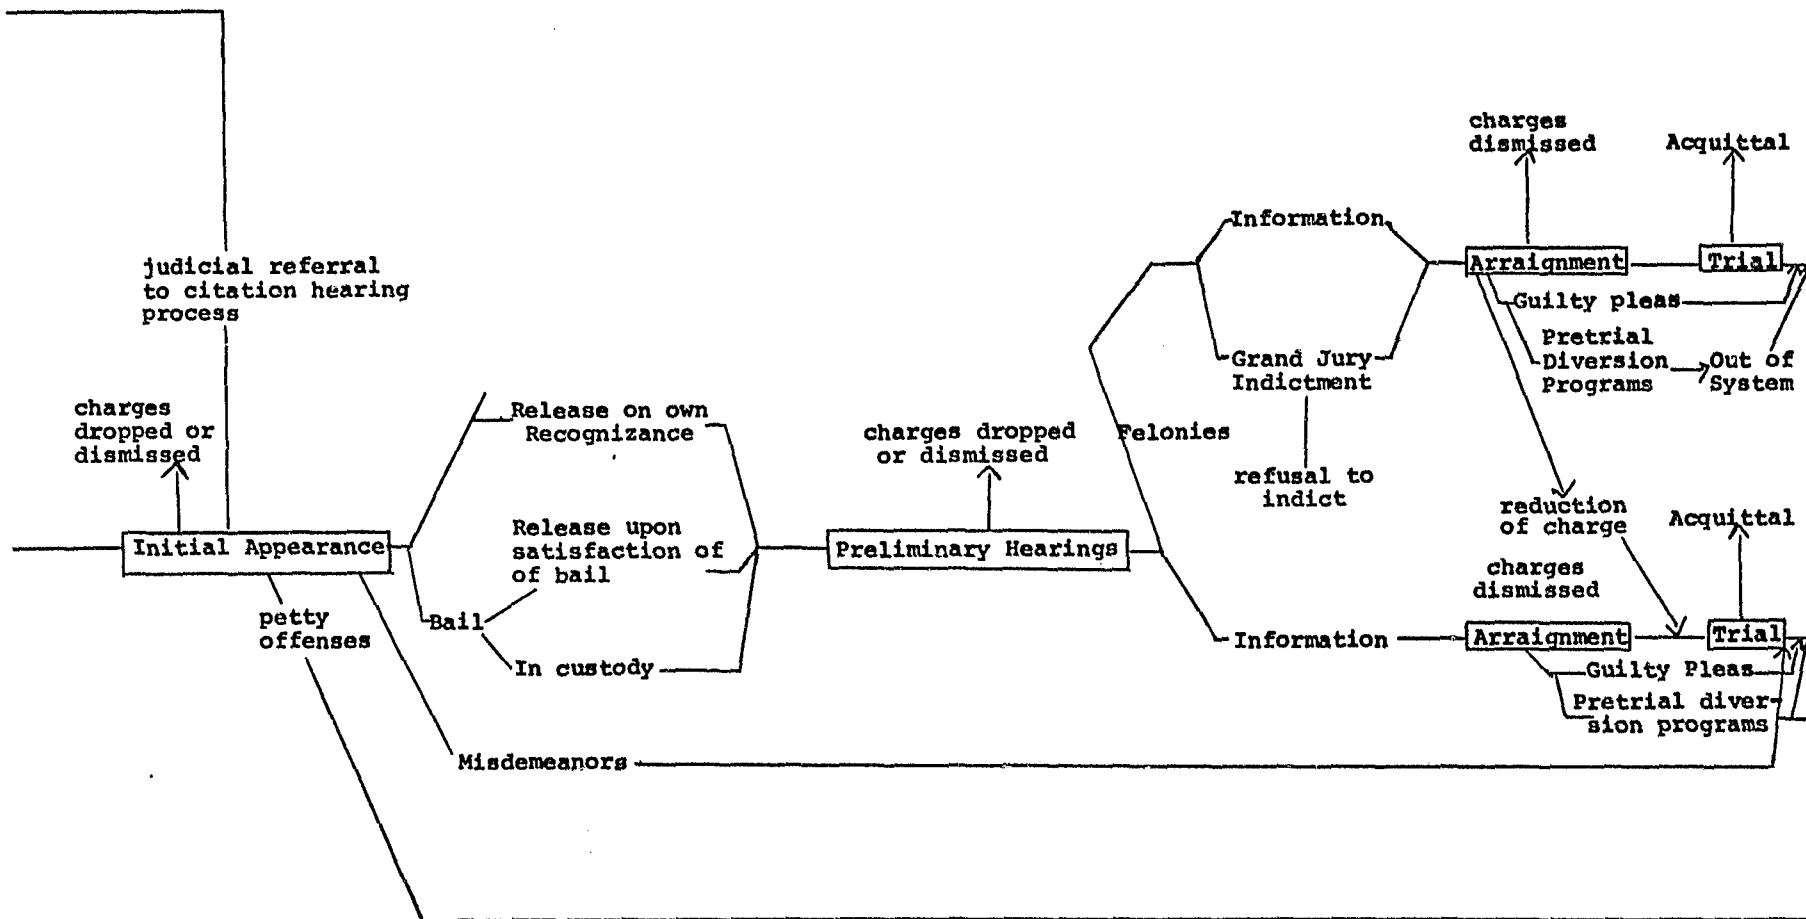 judicial referral
to citation hearing
process
charges
dropped or
dismissed
Initial Appearance
petty
offenses
Release on own
Recognizance
Release upon
satisfaction of
of bail
Bail
In custody
Misdemeanors
charges dropped
or dismissed
Preliminary Hearings
Felonies
Information
Grand Jury
Indictment
refusal to
indict
Information
charges
dismissed
Acquittal
Arraignment
Trial
Guilty pleas
Pretrial
Diversion
Programs
Out of
System
reduction
of charge
Acquittal
charges
dismissed
Arraignment
Trial
Guilty Pleas
Pretrial diver-
sion programs